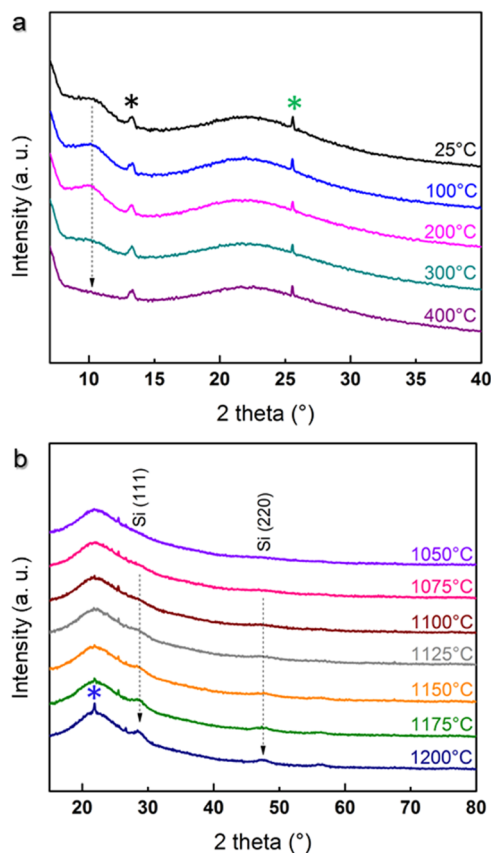 a
*
*
25°C
100°C
200°C
300°C
400°C
Intensity (a. u.)
10 15 20 25 30 35 40
2 theta (°)
b
Si (111)
Si (220)
1050°C
1075°C
1100°C
1125°C
1150°C
1175°C
*
1200°C
Intensity (a. u.)
20 30 40 50 60 70 80
2 theta (°)